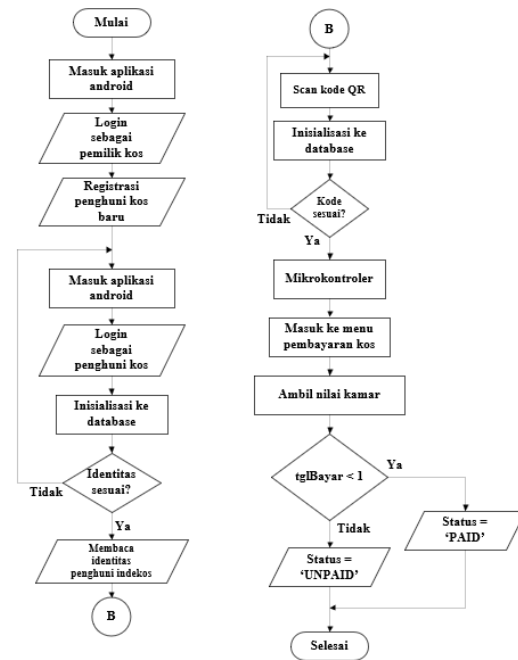 Mulai
Masuk aplikasi
android
Login
sebagai
pemilik kos
Registrasi
penghuni kos
baru
Masuk aplikasi
android
Login
sebagai
penghuni kos
Inisialisasi ke
database
Identitas
sesuai?
Tidak
Ya
Membaca
identitas
penghuni indekos
B
B
Scan kode QR
Inisialisasi ke
database
Kode
sesuai?
Tidak
Ya
Mikrokontroler
Masuk ke menu
pembayaran kos
Ambil nilai kamar
tglBayar < 1
Ya
Tidak
Status =
‘PAID’
Status =
‘UNPAID’
Selesai